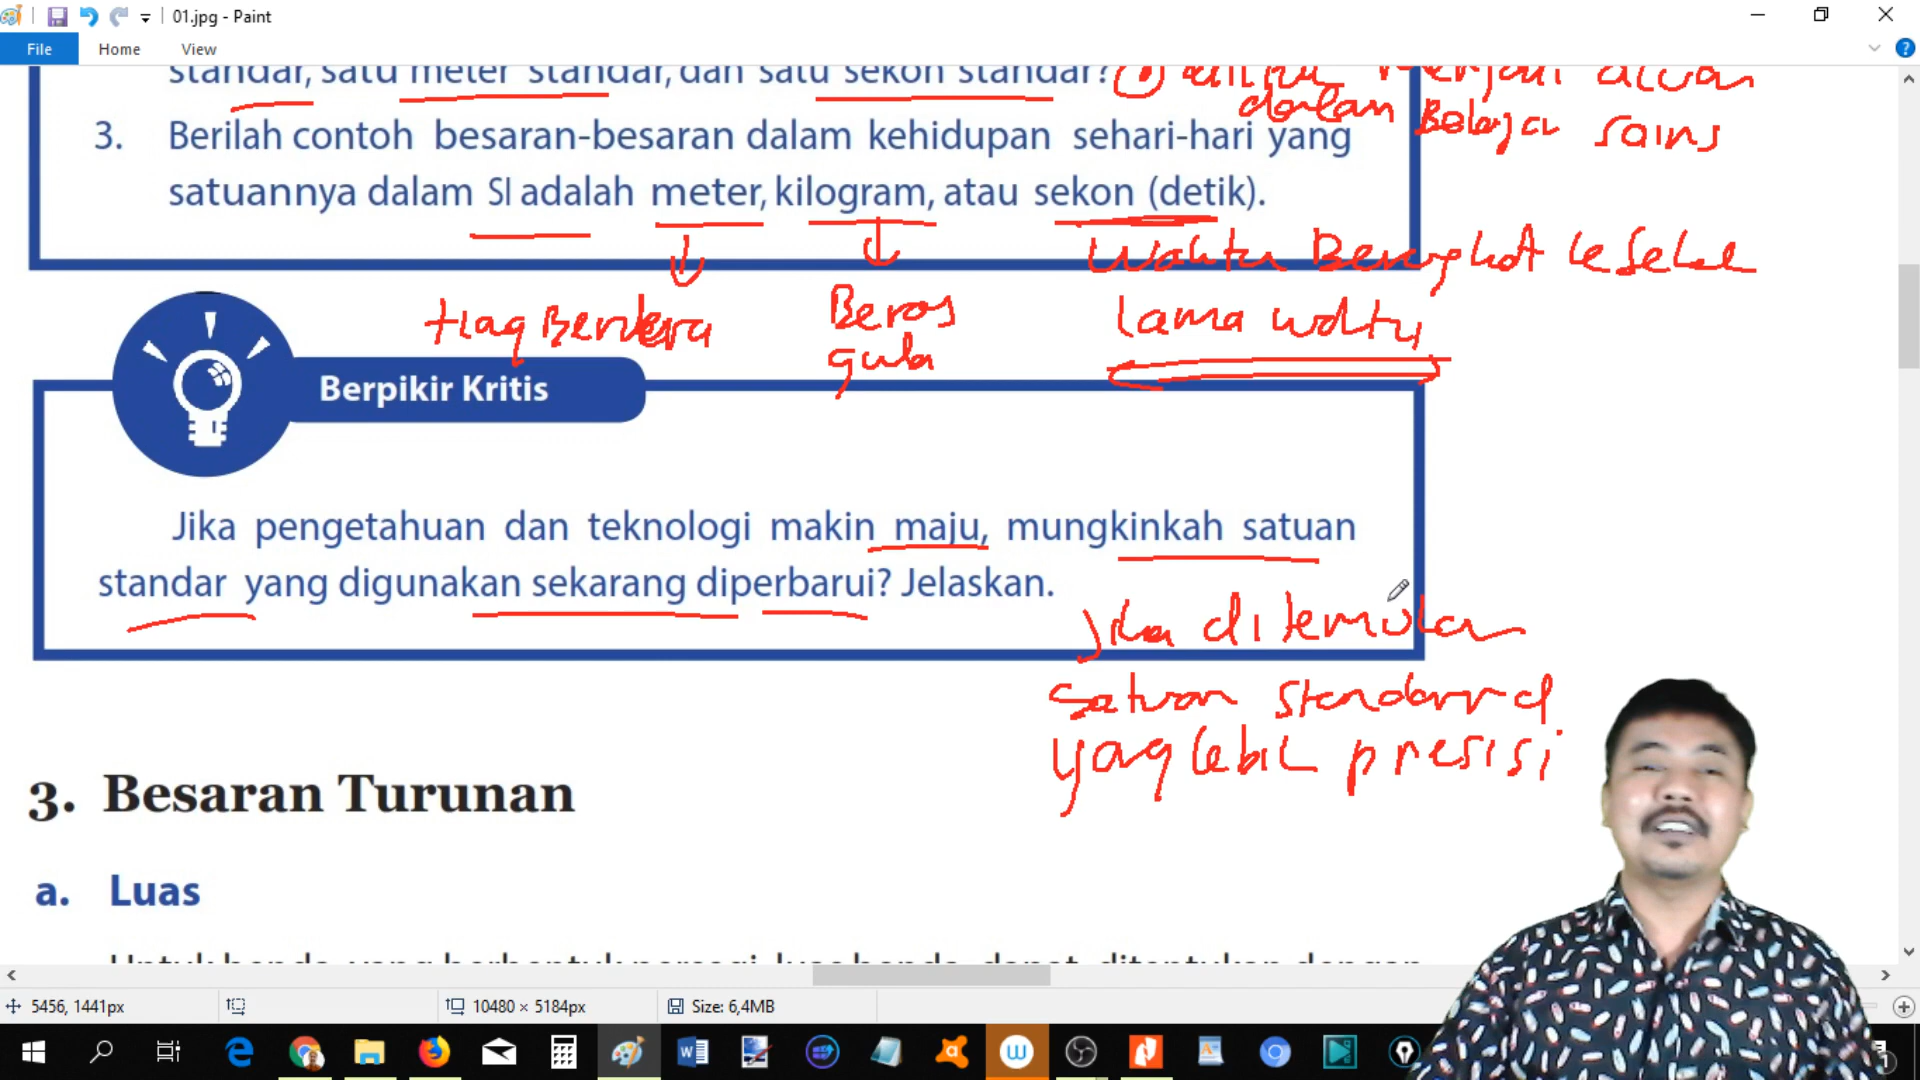 01.jpg - Paint
File Home View
standar, satu meter standar, dan satu sekon standar?
dalam Belaja sains
3. Berilah contoh besaran-besaran dalam kehidupan sehari-hari yang
satuannya dalam SI adalah meter, kilogram, atau sekon (detik).
tiag Bendera
Beras
gula
Waktu Berangkat ke Sekol
lama waktu
Berpikir Kritis
Jika pengetahuan dan teknologi makin maju, mungkinkah satuan
standar yang digunakan sekarang diperbarui? Jelaskan.
Jika ditemukan
satuan standard
yag lebih presisi
3. Besaran Turunan
a. Luas
5456, 1441px
10480 × 5184px
Size: 6,4MB